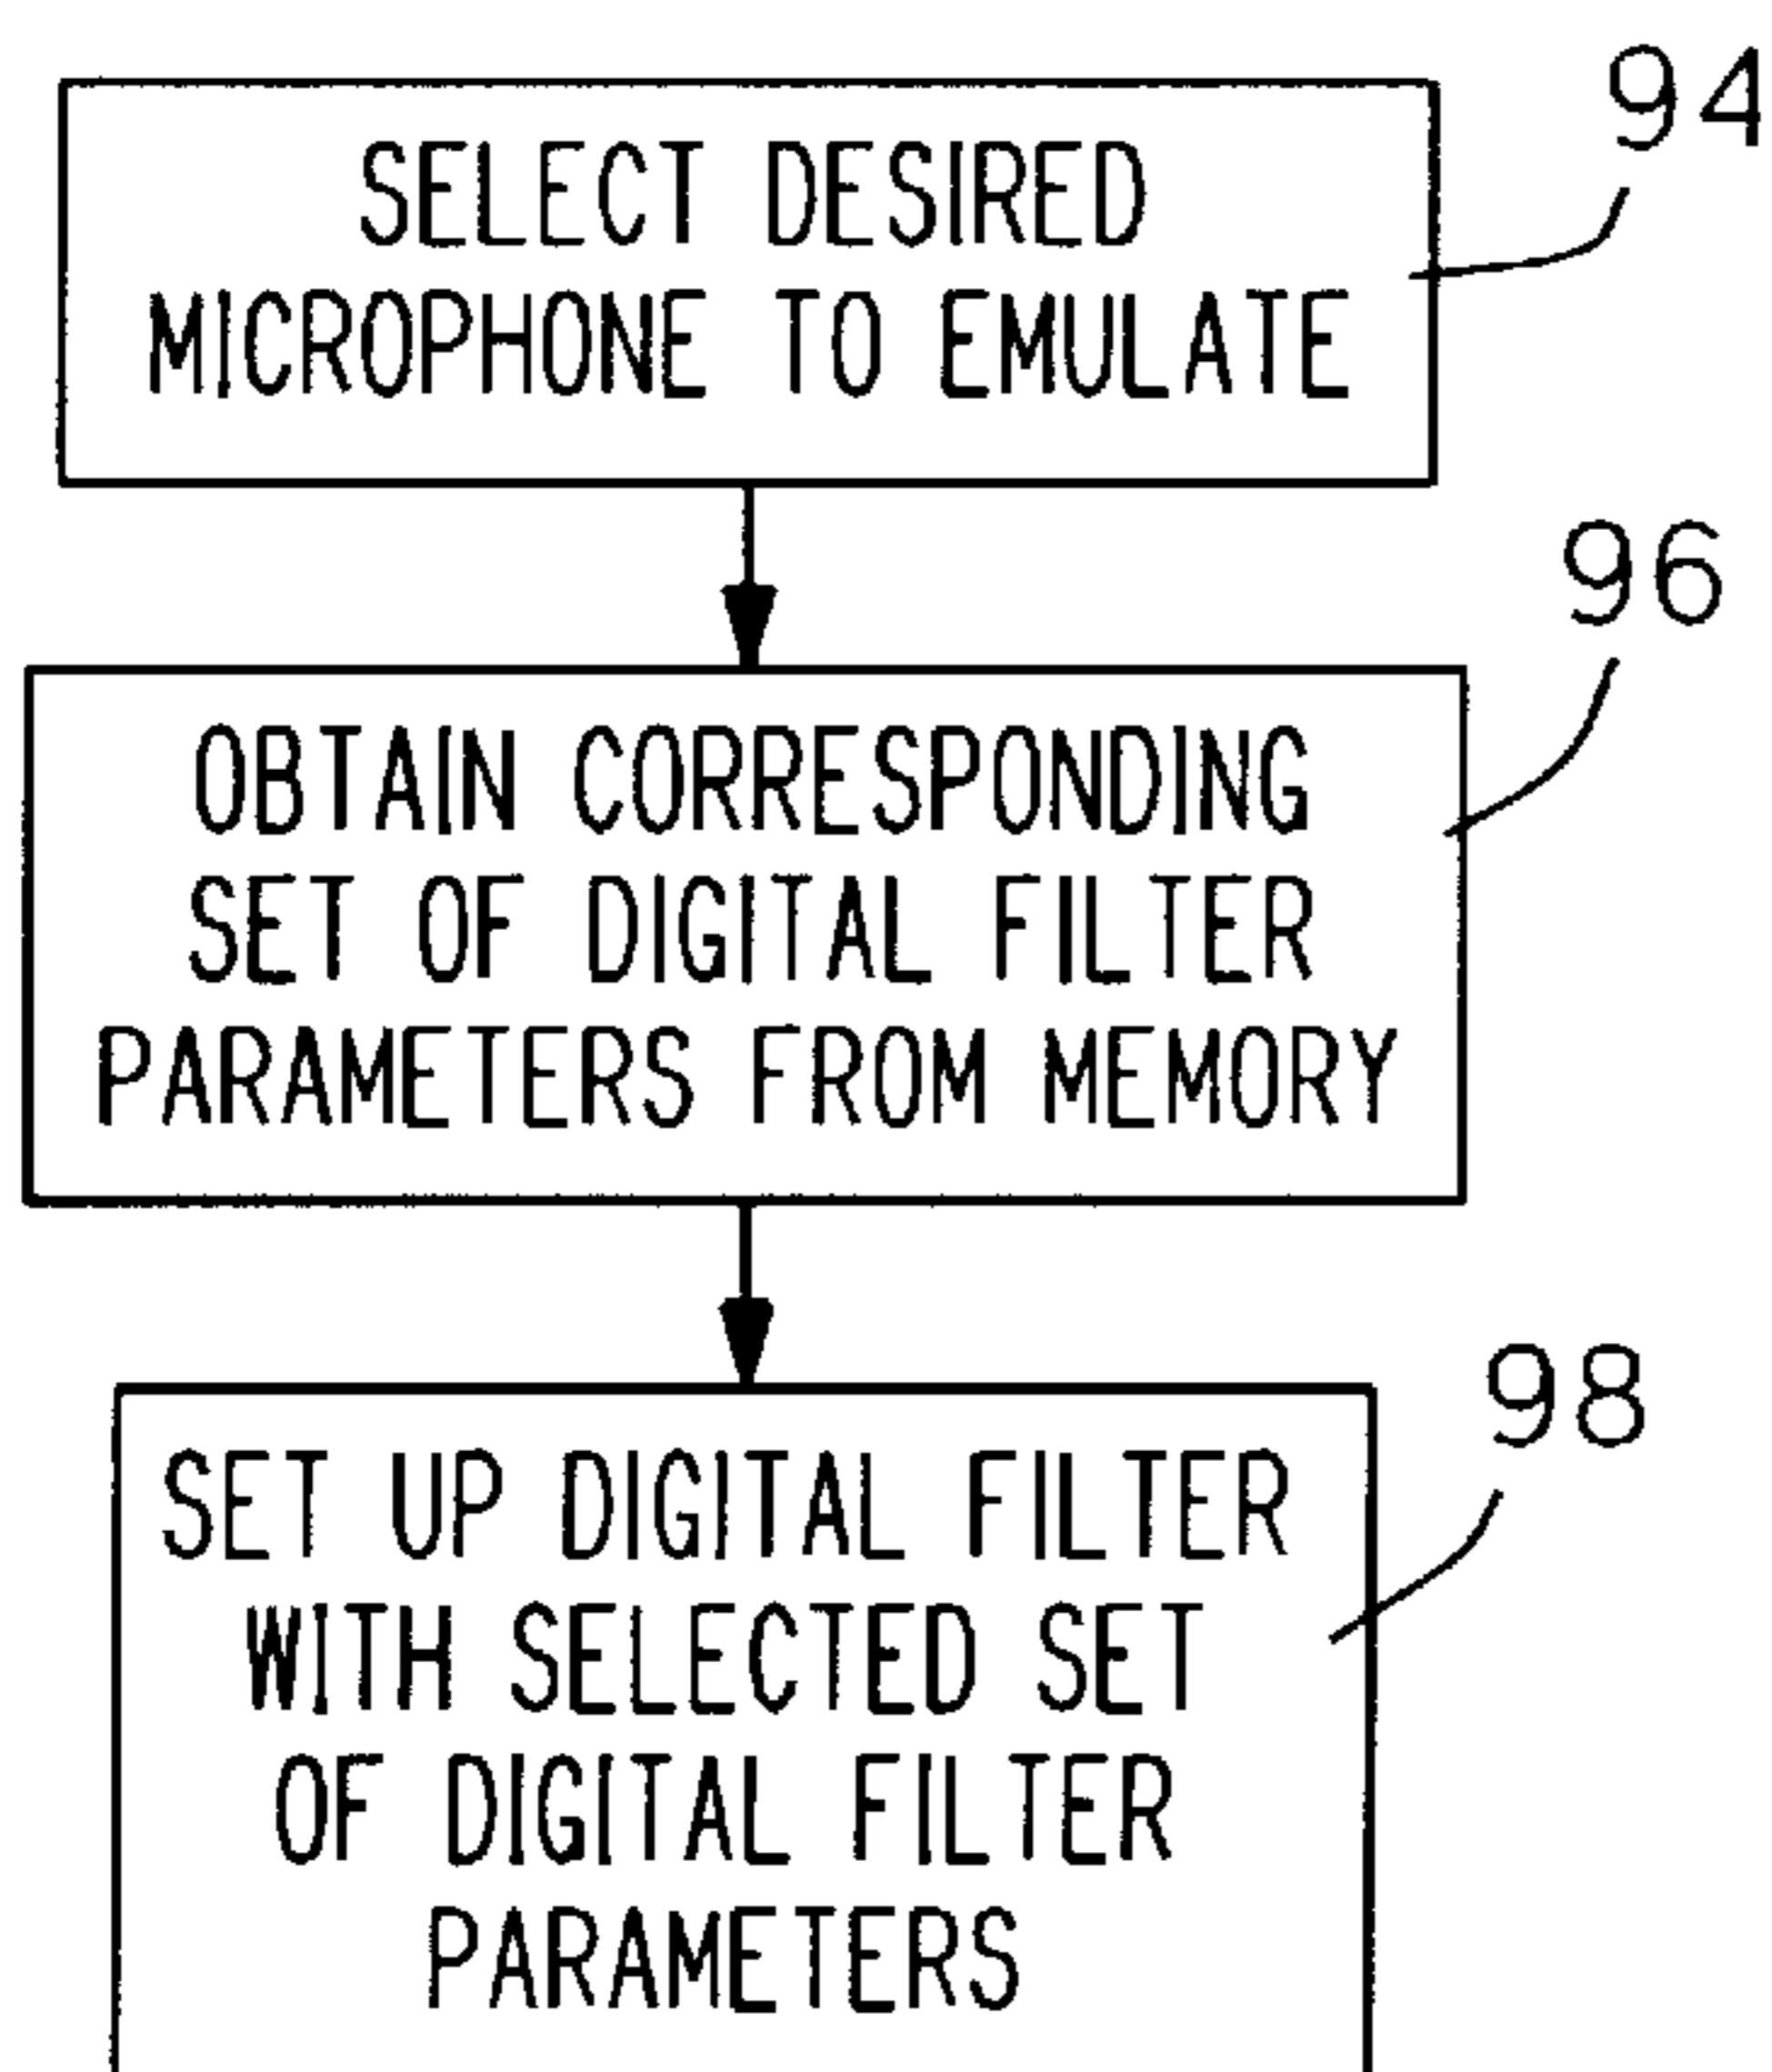 94
SELECT DESIRED
MICROPHONE TO EMULATE
96
OBTAIN CORRESPONDING
SET OF DIGITAL FILTER
PARAMETERS FROM MEMORY
98
SET UP DIGITAL FILTER
WITH SELECTED SET
OF DIGITAL FILTER
PARAMETERS